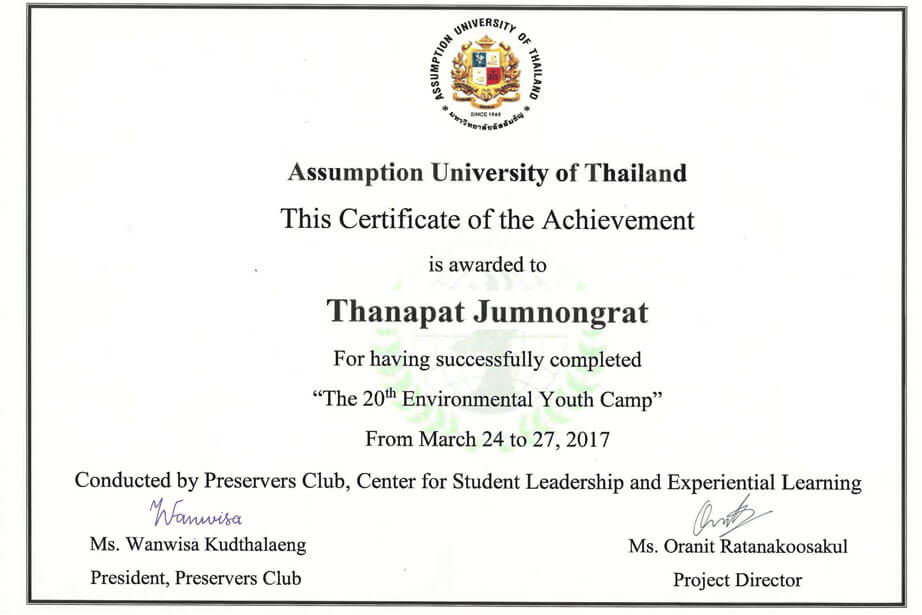 ASSUMPTION UNIVERSITY OF THAILAND
SINCE 1969
มหาวิทยาลัยอัสสัมชัญ
Assumption University of Thailand
This Certificate of the Achievement
is awarded to
Thanapat Jumnongrat
For having successfully completed
“The 20th Environmental Youth Camp”
From March 24 to 27, 2017
Conducted by Preservers Club, Center for Student Leadership and Experiential Learning
Wanwisa
Ms. Wanwisa Kudthalaeng
Ms. Oranit Ratanakoosakul
President, Preservers Club
Project Director